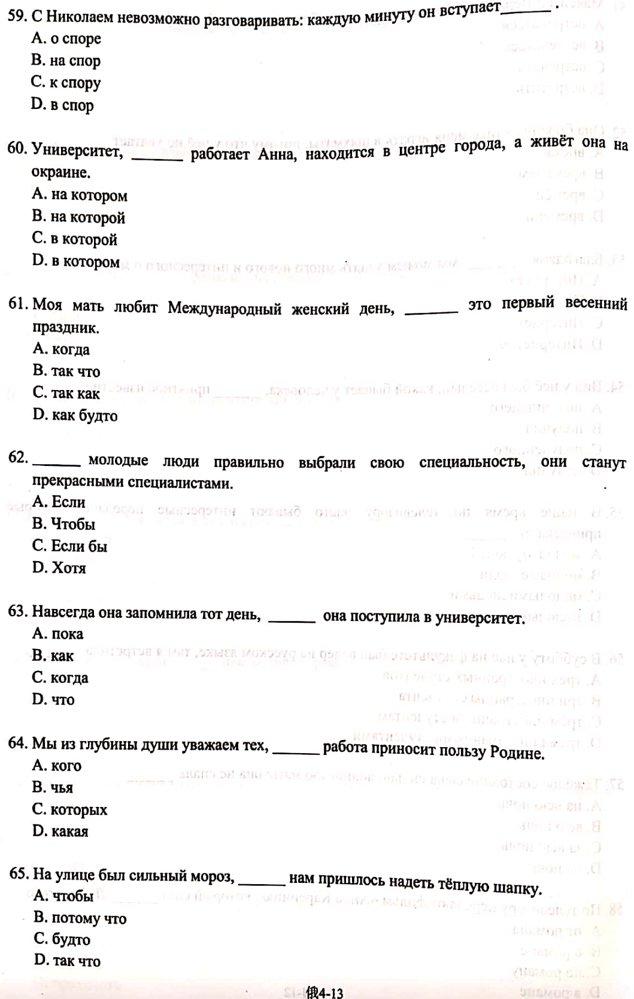 59. С Николаем невозможно разговаривать: каждую минуту он вступает______ .
A. о споре
B. на спор
C. к спору
D. в спор
60. Университет, ______ работает Анна, находится в центре города, а живёт она на
окраине.
A. на котором
B. на которой
C. в которой
D. в котором
61. Моя мать любит Международный женский день, ______ это первый весенний
праздник.
A. когда
B. так что
C. так как
D. как будто
62. ______ молодые люди правильно выбрали свою специальность, они станут
прекрасными специалистами.
A. Если
B. Чтобы
C. Если бы
D. Хотя
63. Навсегда она запомнила тот день, ______ она поступила в университет.
A. пока
B. как
C. когда
D. что
64. Мы из глубины души уважаем тех, ______ работа приносит пользу Родине.
A. кого
B. чья
C. которых
D. какая
65. На улице был сильный мороз, ______ нам пришлось надеть тёплую шапку.
A. чтобы
B. потому что
C. будто
D. так что
俄4-13